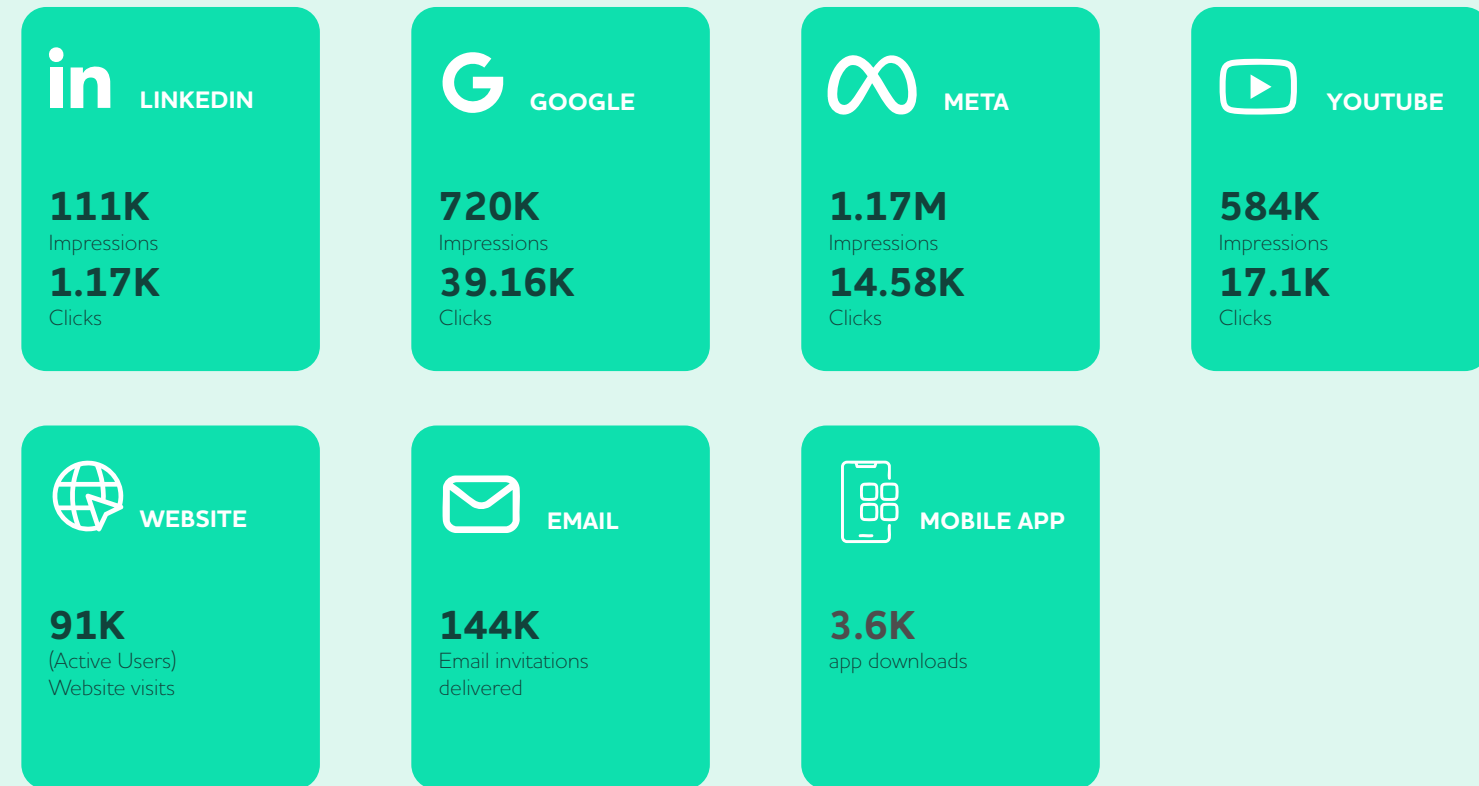 in LINKEDIN
111K
Impressions
1.17K
Clicks
G GOOGLE
720K
Impressions
39.16K
Clicks
META
1.17M
Impressions
14.58K
Clicks
YOUTUBE
584K
Impressions
17.1K
Clicks
WEBSITE
91K
(Active Users)
Website visits
EMAIL
144K
Email invitations
delivered
MOBILE APP
3.6K
app downloads